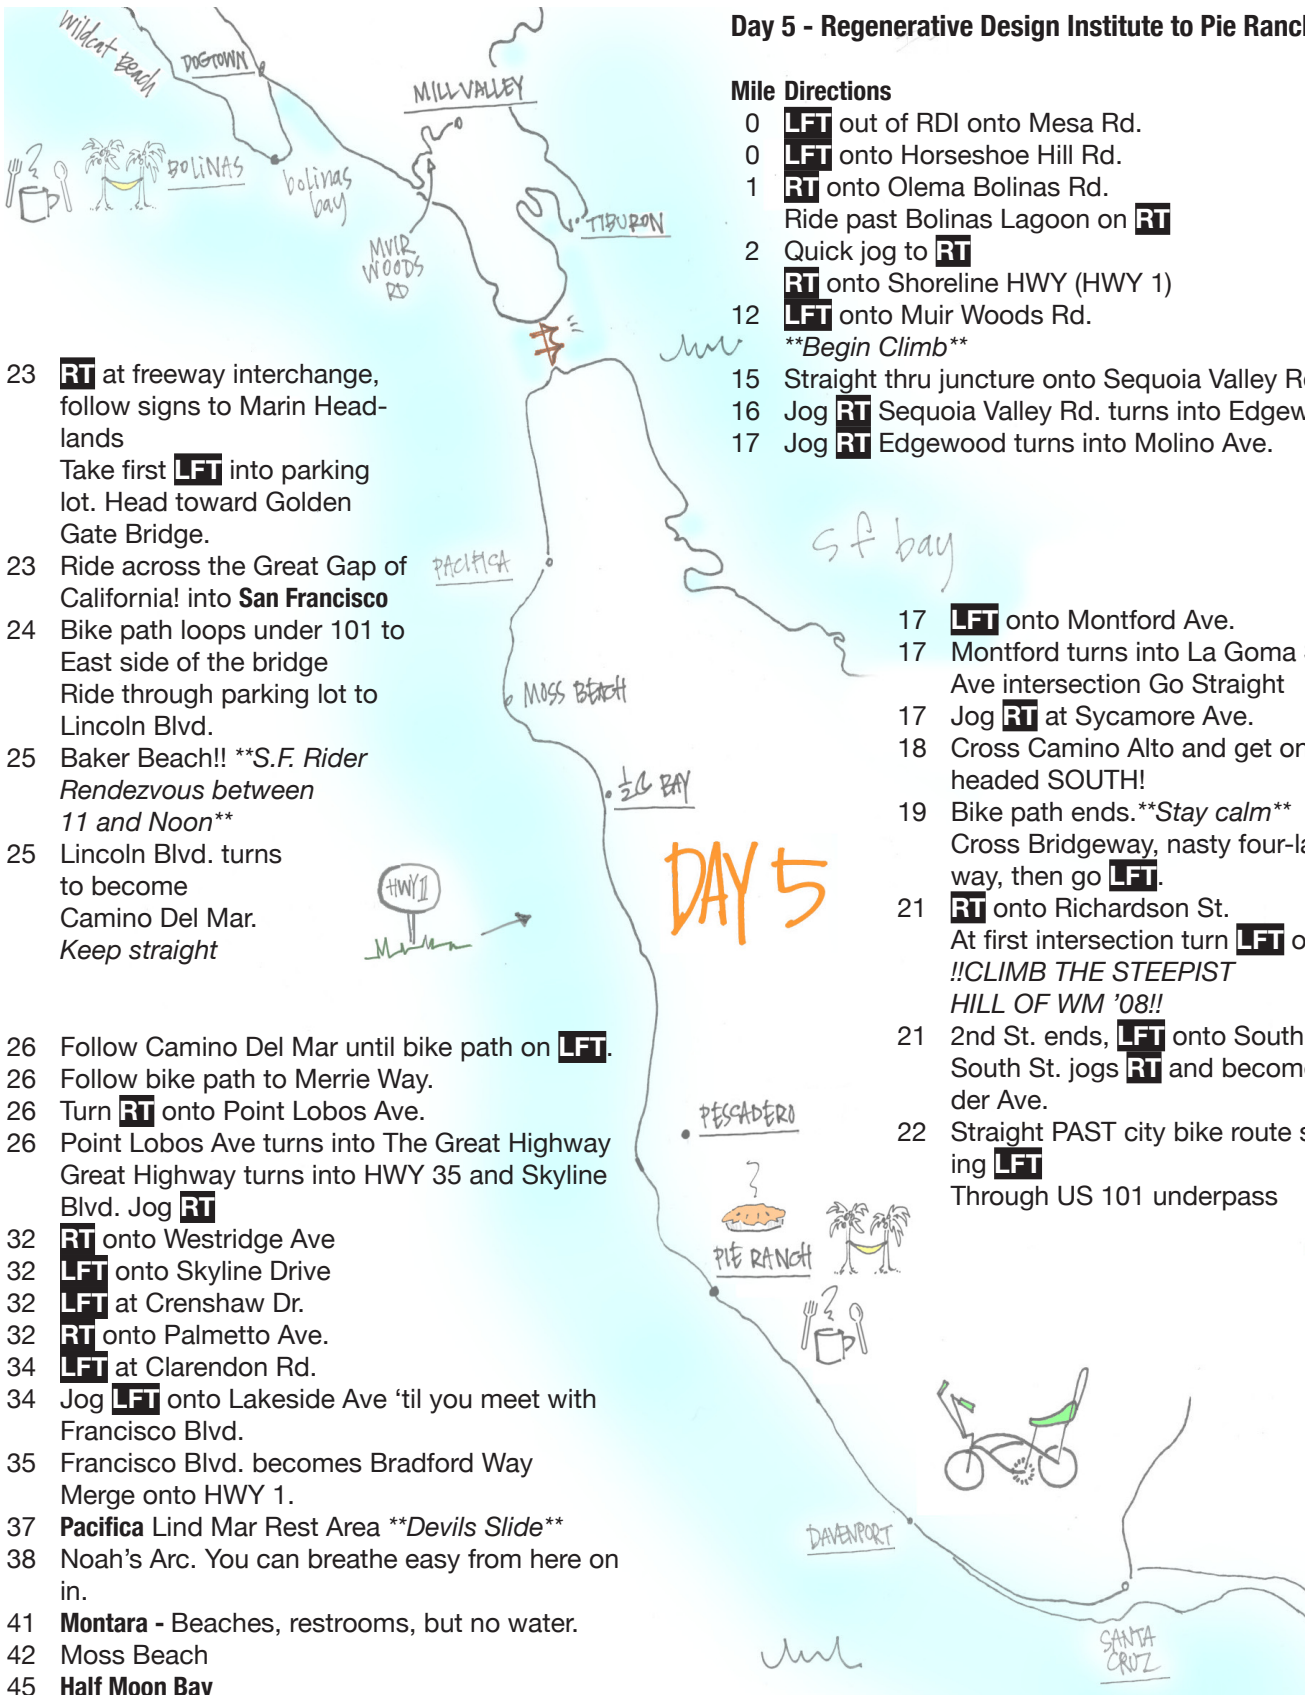 Day 5 - Regenerative Design Institute to Pie Ranch
Mile Directions
0 LFT out of RDI onto Mesa Rd.
0 LFT onto Horseshoe Hill Rd.
1 RT onto Olema Bolinas Rd.
Ride past Bolinas Lagoon on RT
2 Quick jog to RT
RT onto Shoreline HWY (HWY 1)
12 LFT onto Muir Woods Rd.
**Begin Climb**
15 Straight thru juncture onto Sequoia Valley R
16 Jog RT Sequoia Valley Rd. turns into Edgew
17 Jog RT Edgewood turns into Molino Ave.
17 LFT onto Montford Ave.
17 Montford turns into La Goma
Ave intersection Go Straight
17 Jog RT at Sycamore Ave.
18 Cross Camino Alto and get on
headed SOUTH!
19 Bike path ends.**Stay calm**
Cross Bridgeway, nasty four-la
way, then go LFT.
21 RT onto Richardson St.
At first intersection turn LFT o
!!CLIMB THE STEEPIST
HILL OF WM '08!!
21 2nd St. ends, LFT onto South
South St. jogs RT and becom
der Ave.
22 Straight PAST city bike route s
ing LFT
Through US 101 underpass
23 RT at freeway interchange,
follow signs to Marin Head-
lands
Take first LFT into parking
lot. Head toward Golden
Gate Bridge.
23 Ride across the Great Gap of
California! into San Francisco
24 Bike path loops under 101 to
East side of the bridge
Ride through parking lot to
Lincoln Blvd.
25 Baker Beach!! **S.F. Rider
Rendezvous between
11 and Noon**
25 Lincoln Blvd. turns
to become
Camino Del Mar.
Keep straight
26 Follow Camino Del Mar until bike path on LFT.
26 Follow bike path to Merrie Way.
26 Turn RT onto Point Lobos Ave.
26 Point Lobos Ave turns into The Great Highway
Great Highway turns into HWY 35 and Skyline
Blvd. Jog RT
32 RT onto Westridge Ave
32 LFT onto Skyline Drive
32 LFT at Crenshaw Dr.
32 RT onto Palmetto Ave.
34 LFT at Clarendon Rd.
34 Jog LFT onto Lakeside Ave ‘til you meet with
Francisco Blvd.
35 Francisco Blvd. becomes Bradford Way
Merge onto HWY 1.
37 Pacifica Lind Mar Rest Area **Devils Slide**
38 Noah's Arc. You can breathe easy from here on
in.
41 Montara - Beaches, restrooms, but no water.
42 Moss Beach
45 Half Moon Bay
Wildcat Beach
DOGTOWN
MILL VALLEY
BOLINAS
bolinas
bay
TIBURON
MUIR
WOODS
RD
PACIFICA
sf bay
MOSS BEACH
½ BAY
HWY 1
DAY 5
PESCADERO
PIE RANCH
DAVENPORT
SANTA
CRUZ